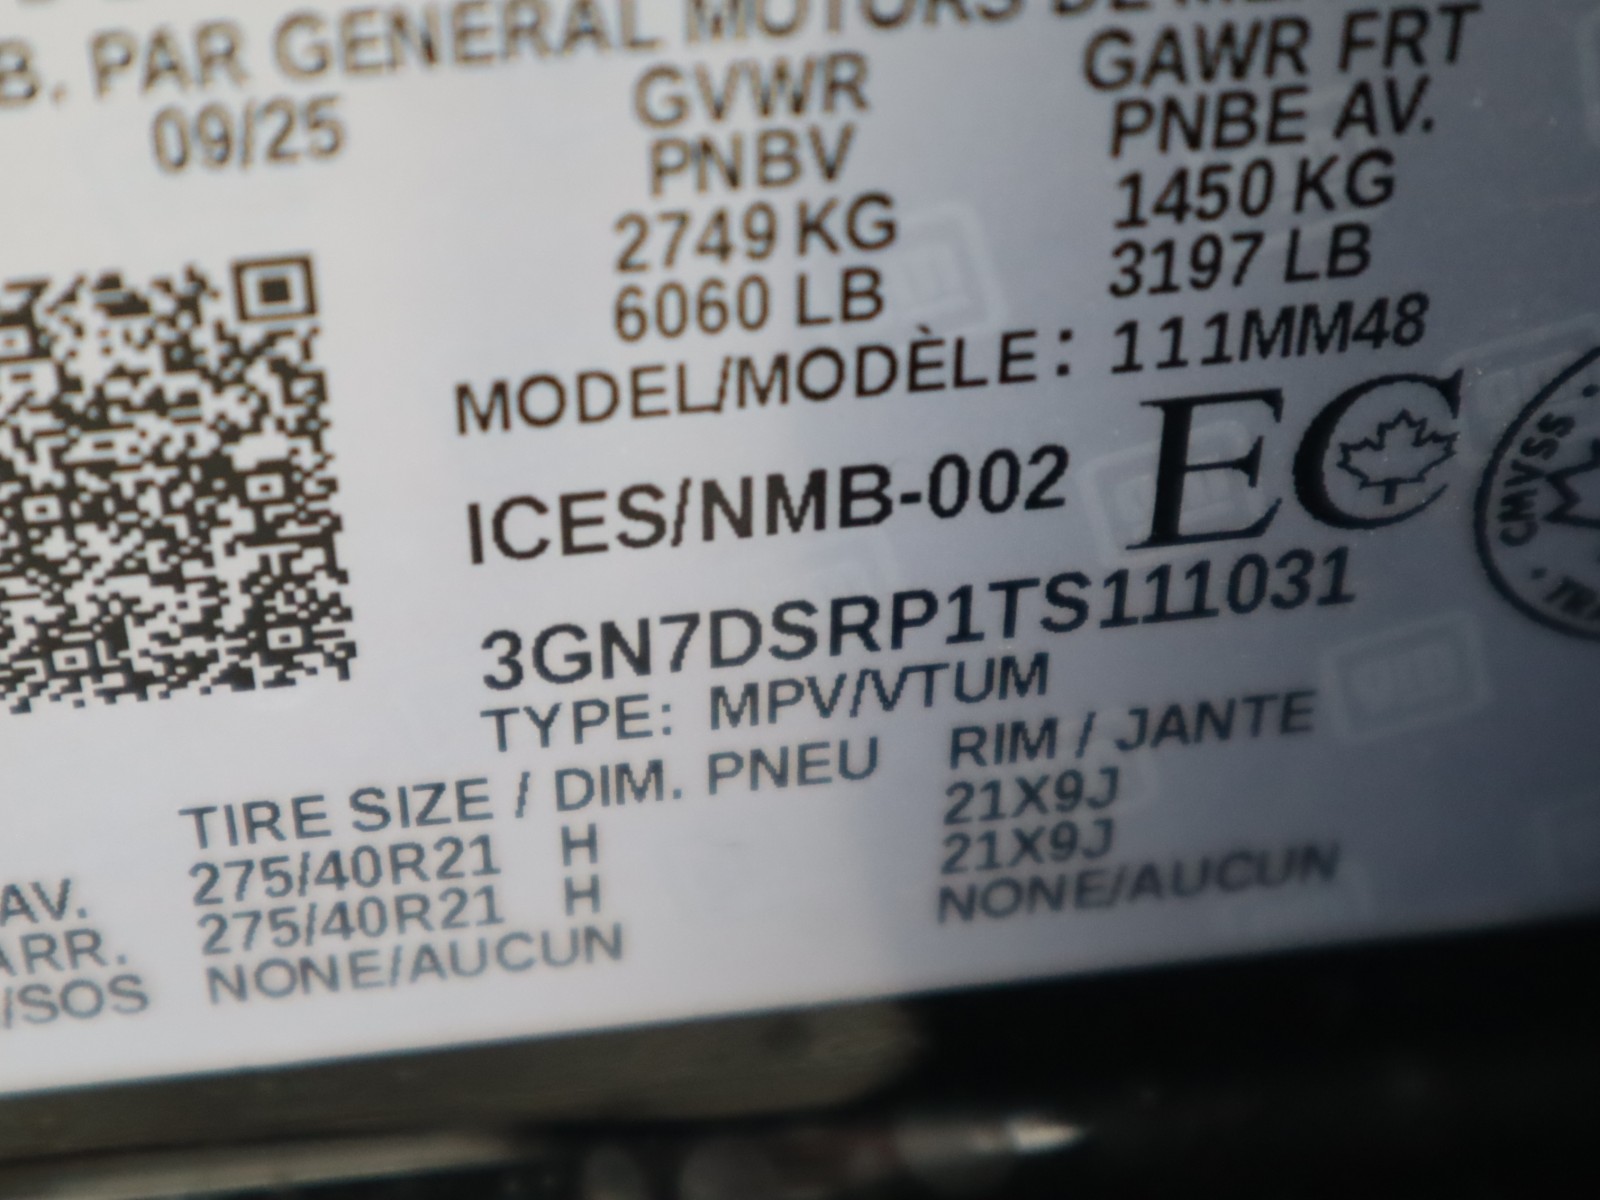 B. PAR GENERAL MOTORS DE
09/25
GVWR
PNBV
2749 KG
6060 LB
GAWR FRT
PNBE AV.
1450 KG
3197 LB
MODEL/MODÈLE: 111MM48
ICES/NMB-002 EC
CMVSS
3GN7DSRP1TS111031
TYPE: MPV/VTUM
TIRE SIZE / DIM. PNEU RIM / JANTE
AV. 275/40R21 H 21X9J
ARR. 275/40R21 H 21X9J
/SOS NONE/AUCUN NONE/AUCUN